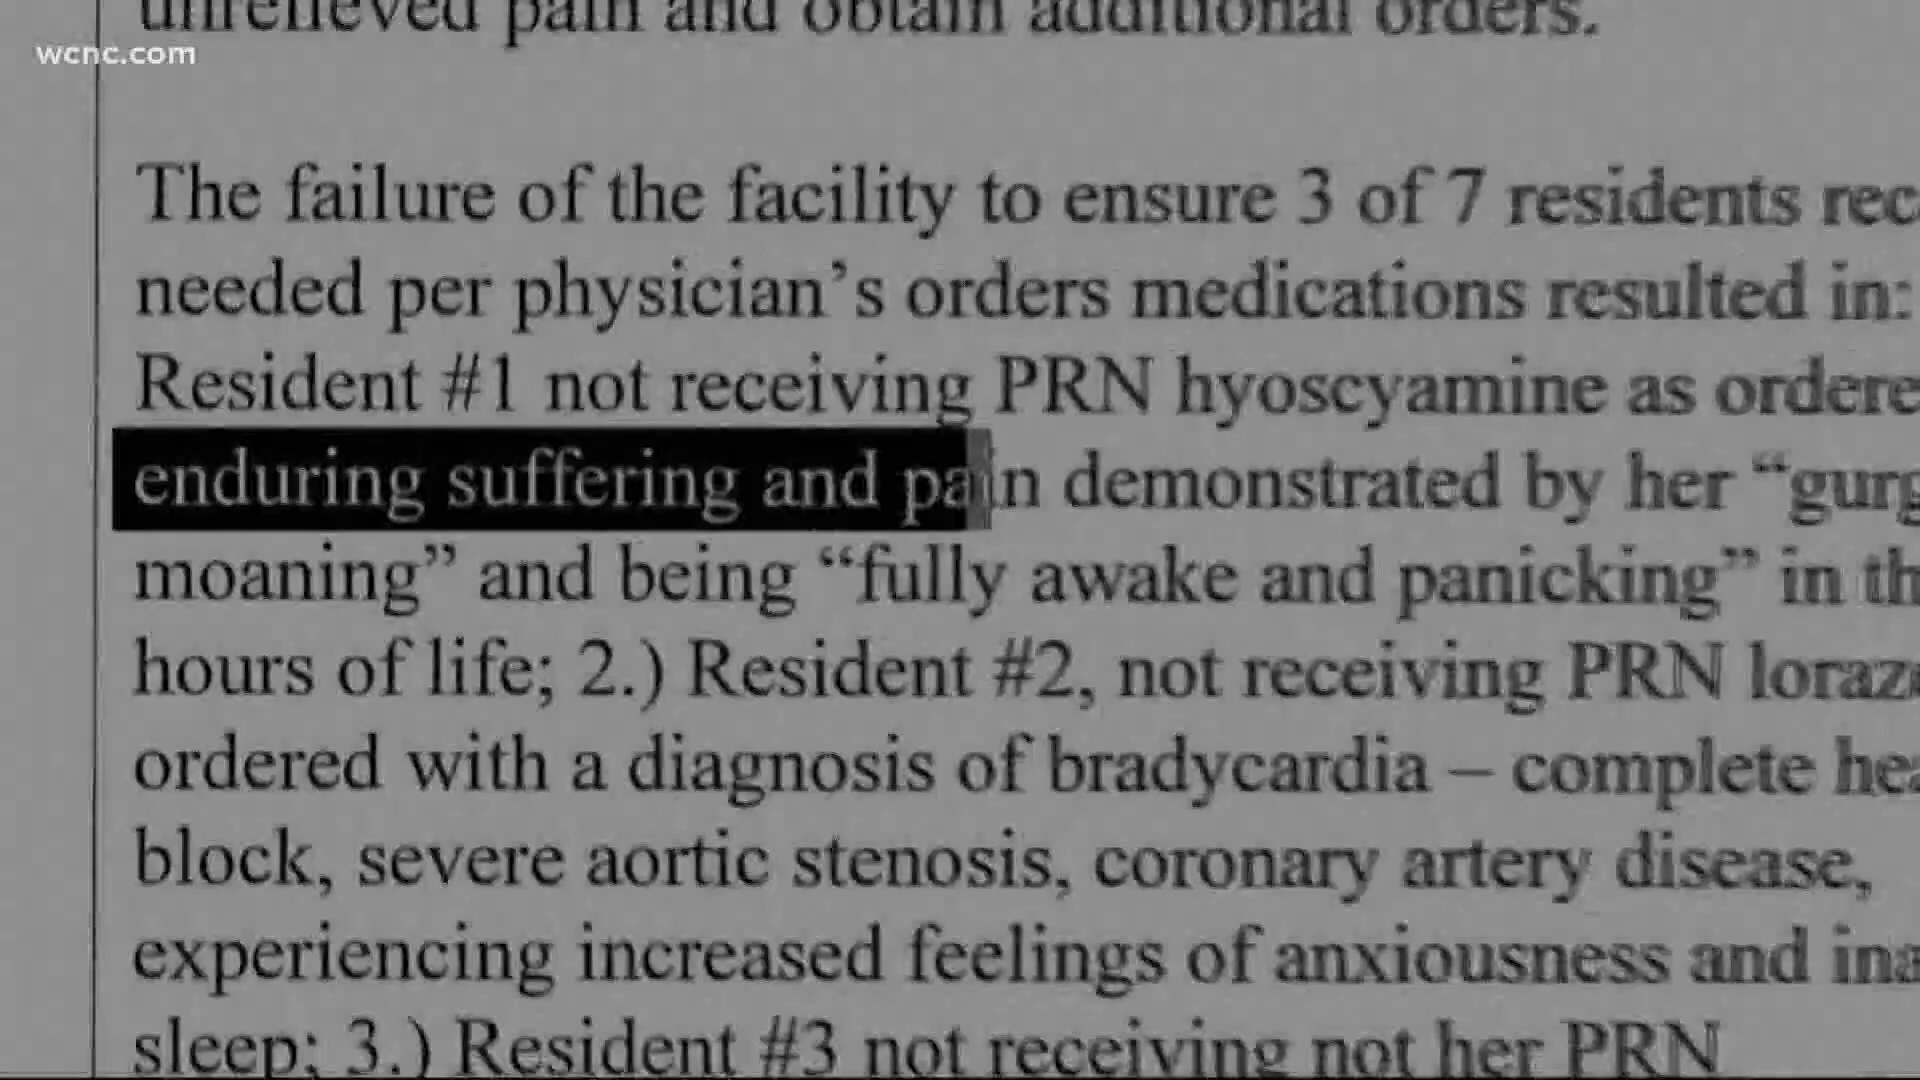 wcnc.com
unrelieved pain and obtain additional orders.
The failure of the facility to ensure 3 of 7 residents
needed per physician's orders medications resulted in:
Resident #1 not receiving PRN hyoscyamine as
enduring suffering and pain demonstrated by her
moaning" and being "fully awake and panicking" in
hours of life; 2.) Resident #2, not receiving PRN
ordered with a diagnosis of bradycardia – complete
block, severe aortic stenosis, coronary artery disease,
experiencing increased feelings of anxiousness and
sleep; 3.) Resident #3 not receiving not her PRN